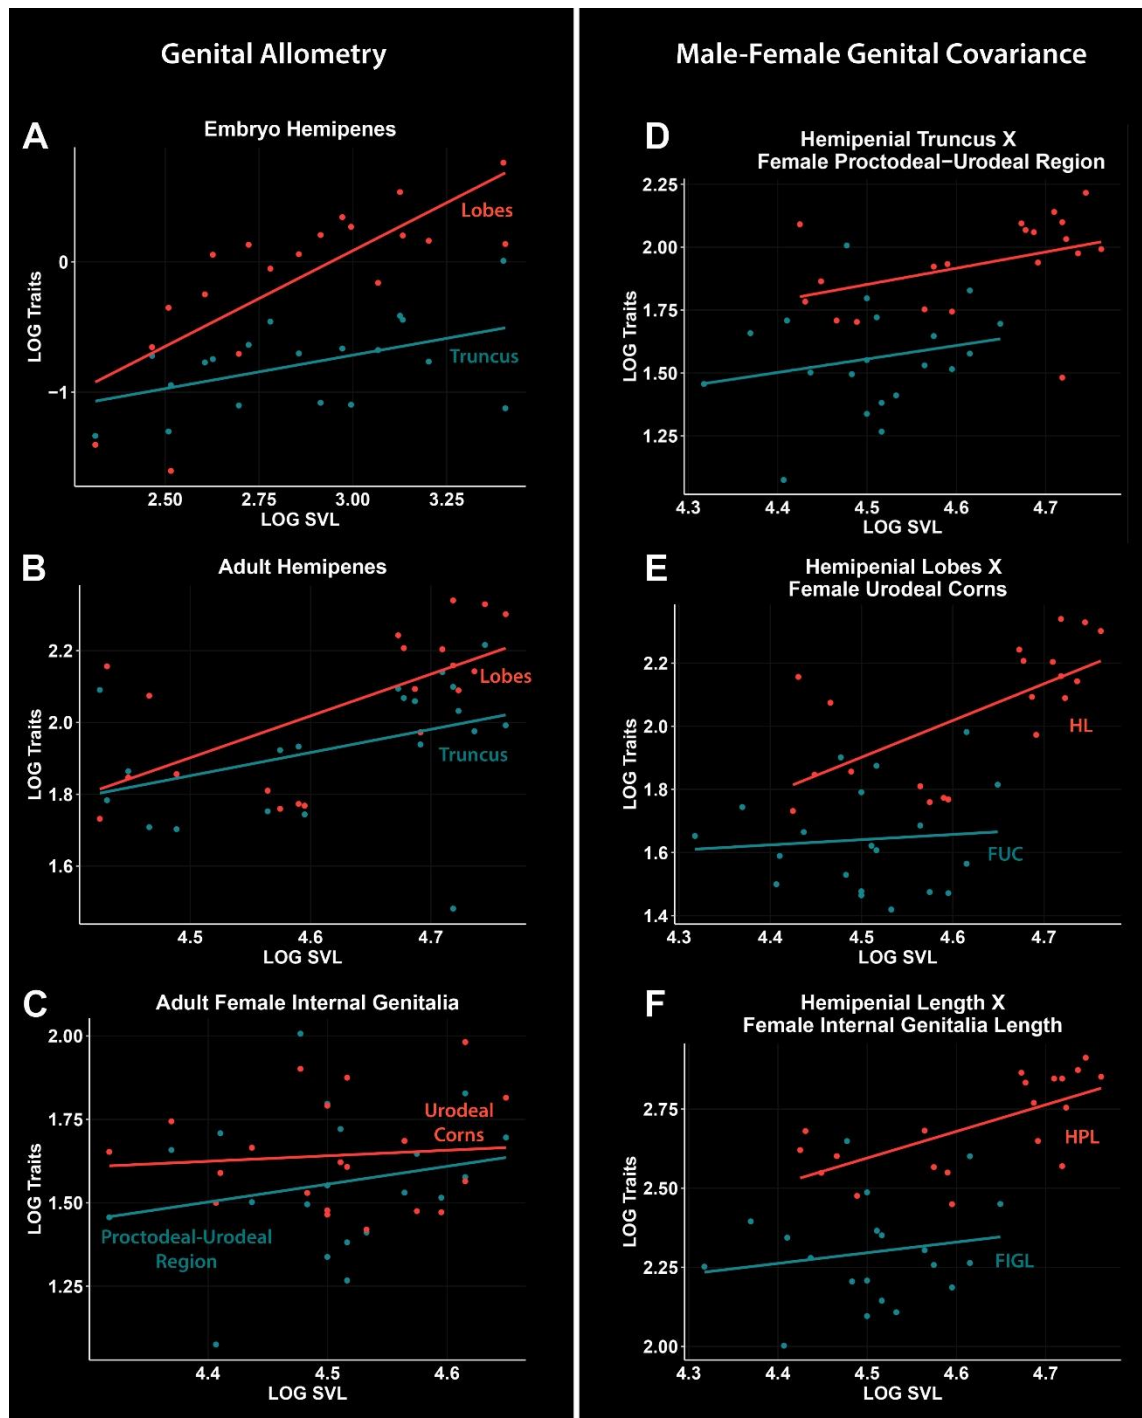 Genital Allometry
Male-Female Genital Covariance
A
Embryo Hemipenes
LOG Traits
0
−1
Lobes
Truncus
2.50 2.75 3.00 3.25
LOG SVL
B
Adult Hemipenes
LOG Traits
2.2
2.0
1.8
1.6
Lobes
Truncus
4.5 4.6 4.7
LOG SVL
C
Adult Female Internal Genitalia
LOG Traits
2.00
1.75
1.50
1.25
Urodeal
Corns
Proctodeal-Urodeal
Region
4.4 4.5 4.6
LOG SVL
D
Hemipenial Truncus X
Female Proctodeal−Urodeal Region
LOG Traits
2.25
2.00
1.75
1.50
1.25
4.3 4.4 4.5 4.6 4.7
LOG SVL
E
Hemipenial Lobes X
Female Urodeal Corns
LOG Traits
2.2
2.0
1.8
1.6
1.4
HL
FUC
4.3 4.4 4.5 4.6 4.7
LOG SVL
F
Hemipenial Length X
Female Internal Genitalia Length
LOG Traits
2.75
2.50
2.25
2.00
HPL
FIGL
4.3 4.4 4.5 4.6 4.7
LOG SVL